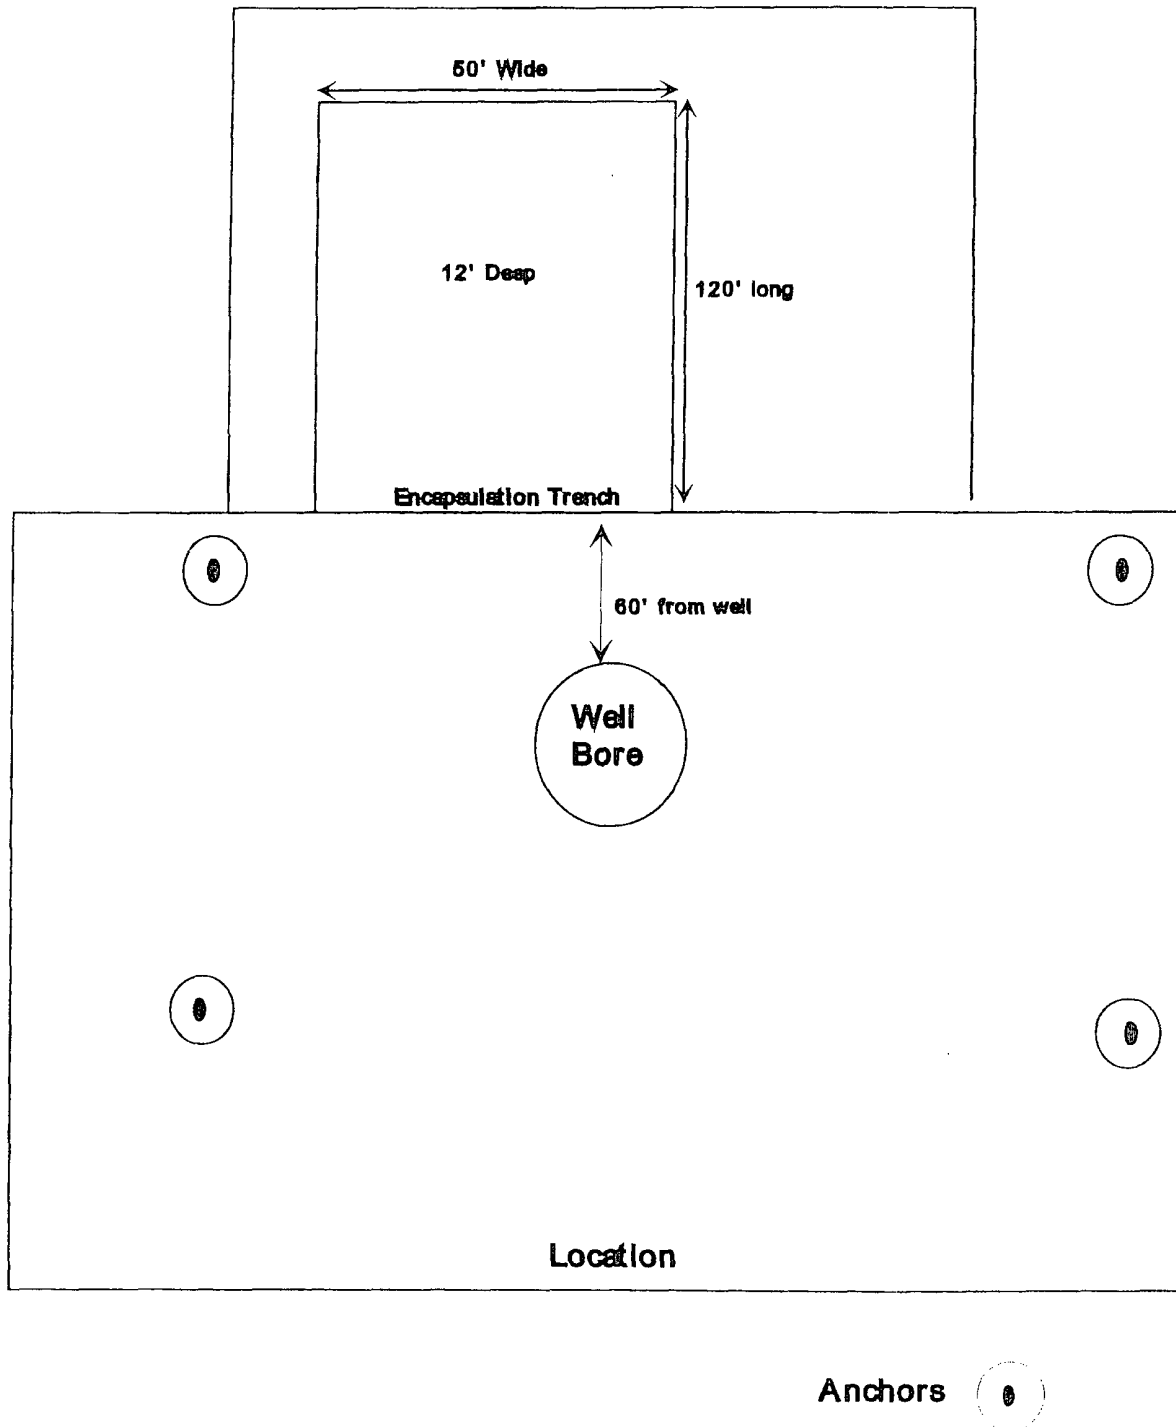 50' Wide
12' Deep
120' long
Encapsulation Trench
60' from well
Well
Bore
Location
Anchors